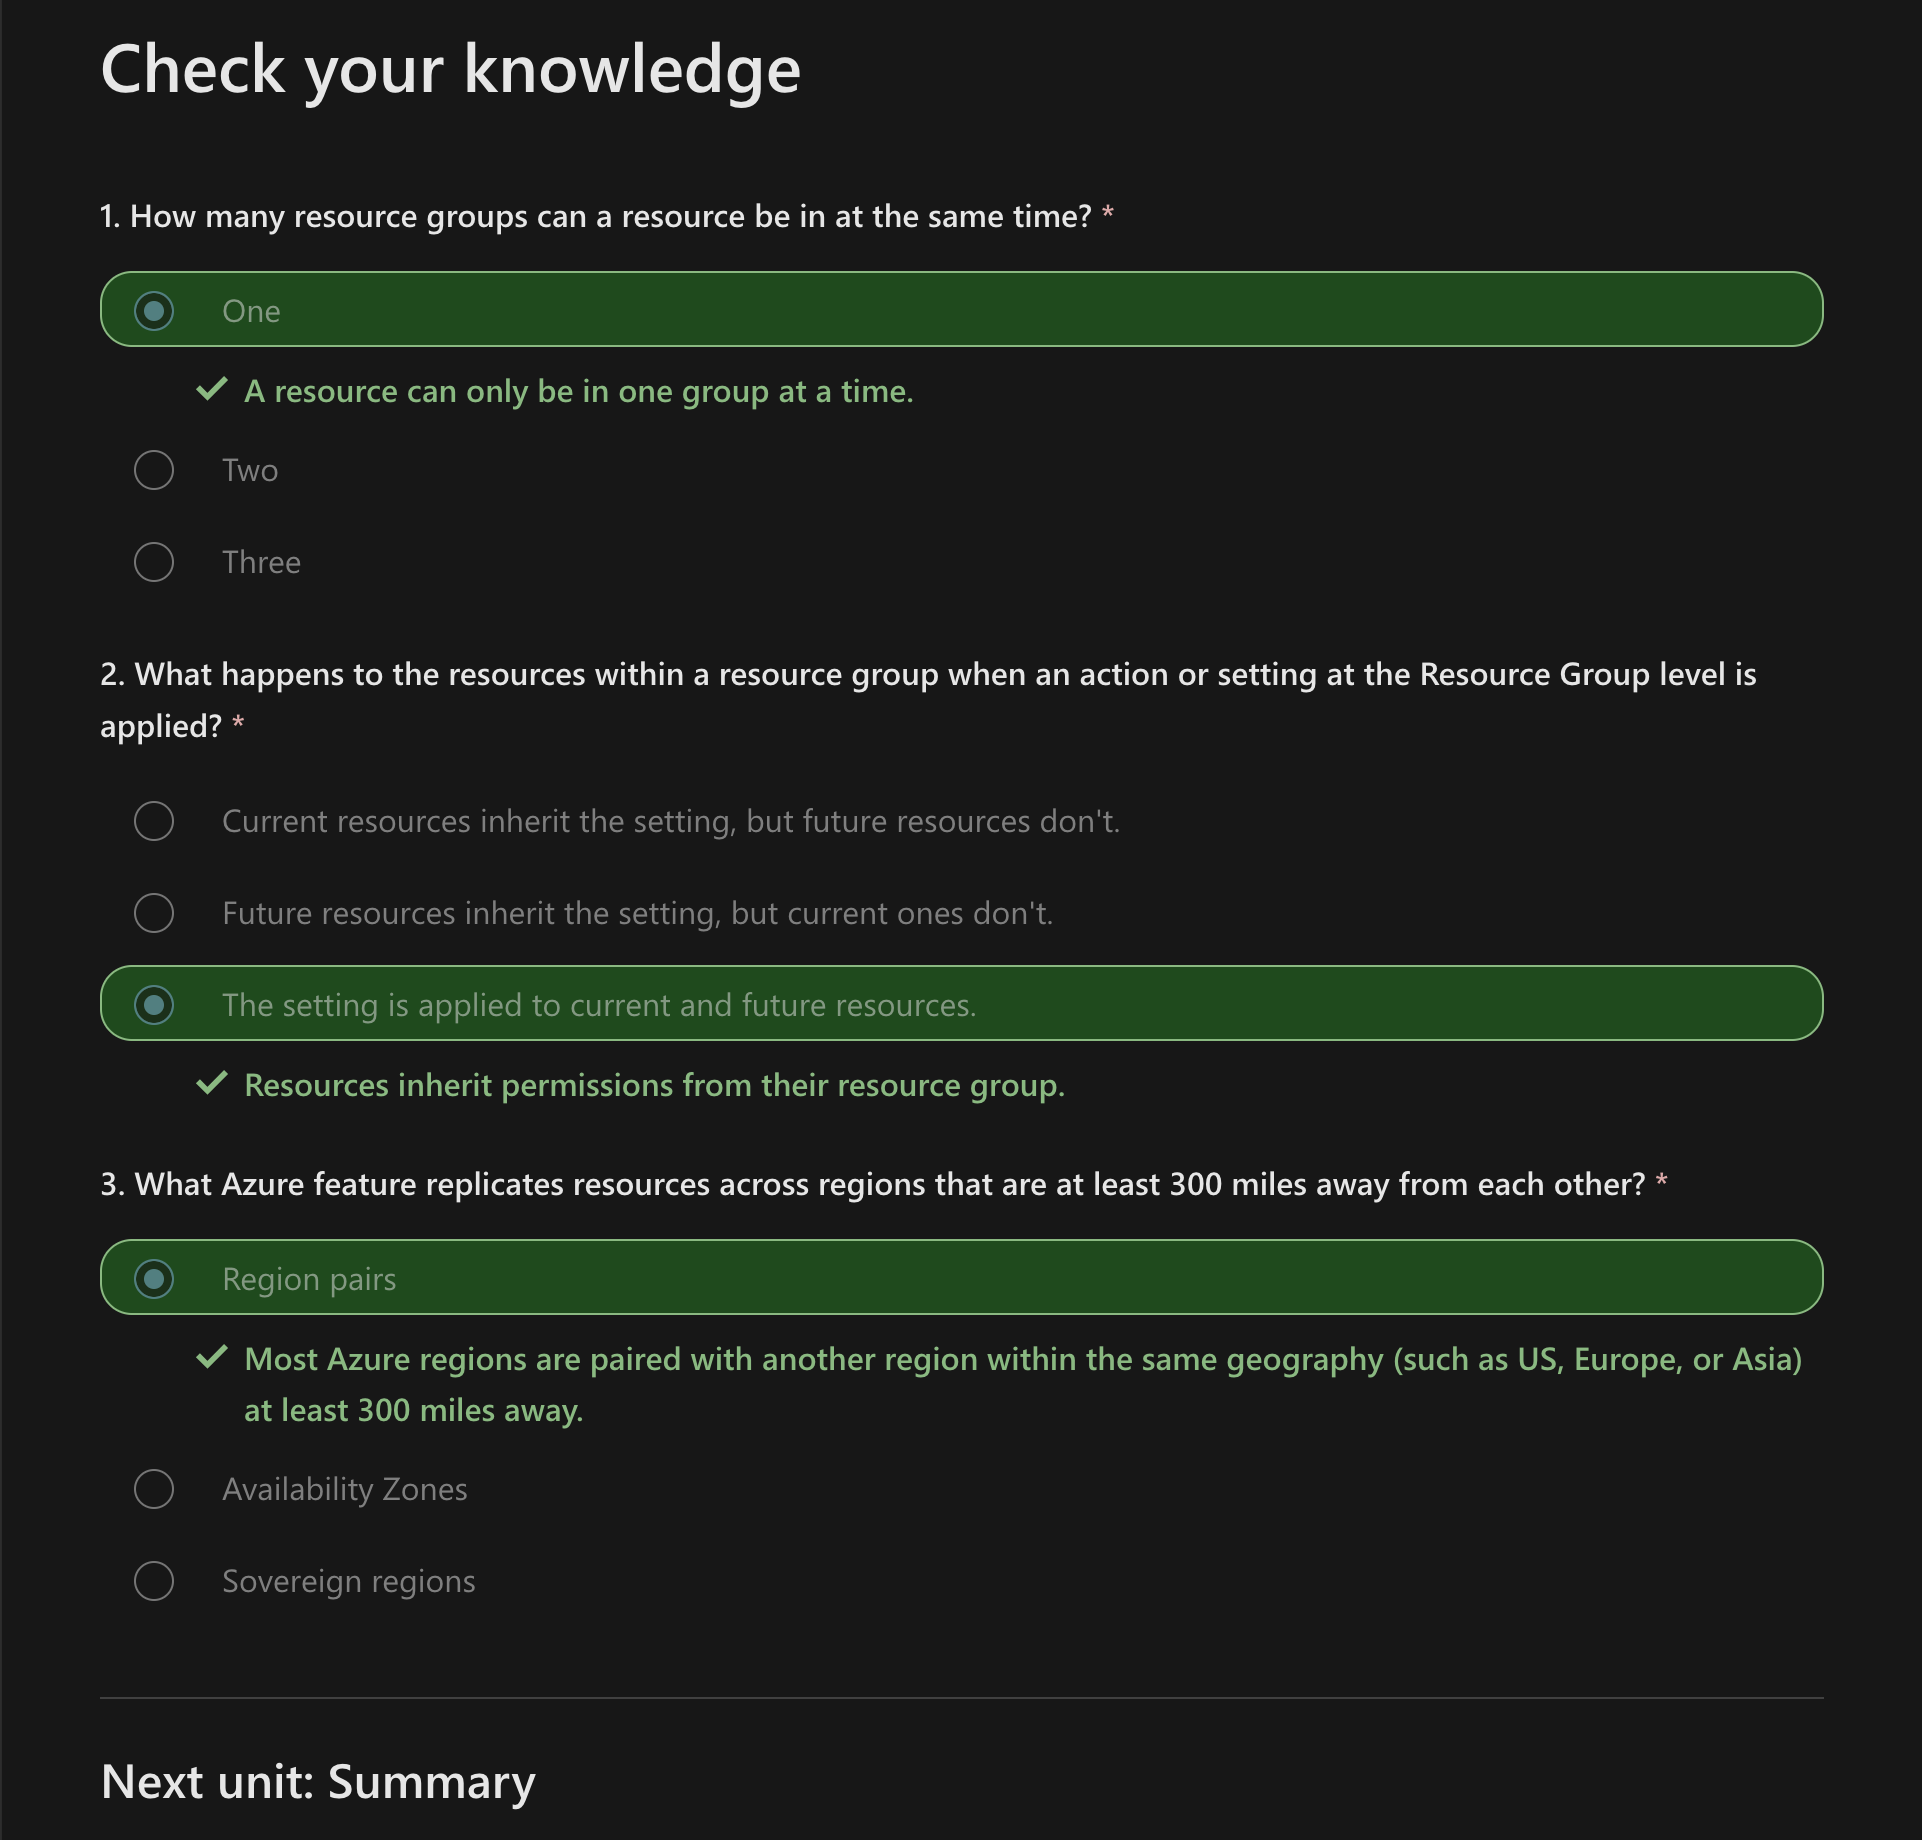 Check your knowledge
1. How many resource groups can a resource be in at the same time? *
One
A resource can only be in one group at a time.
Two
Three
2. What happens to the resources within a resource group when an action or setting at the Resource Group level is
applied? *
Current resources inherit the setting, but future resources don't.
Future resources inherit the setting, but current ones don't.
The setting is applied to current and future resources.
Resources inherit permissions from their resource group.
3. What Azure feature replicates resources across regions that are at least 300 miles away from each other? *
Region pairs
Most Azure regions are paired with another region within the same geography (such as US, Europe, or Asia)
at least 300 miles away.
Availability Zones
Sovereign regions
Next unit: Summary